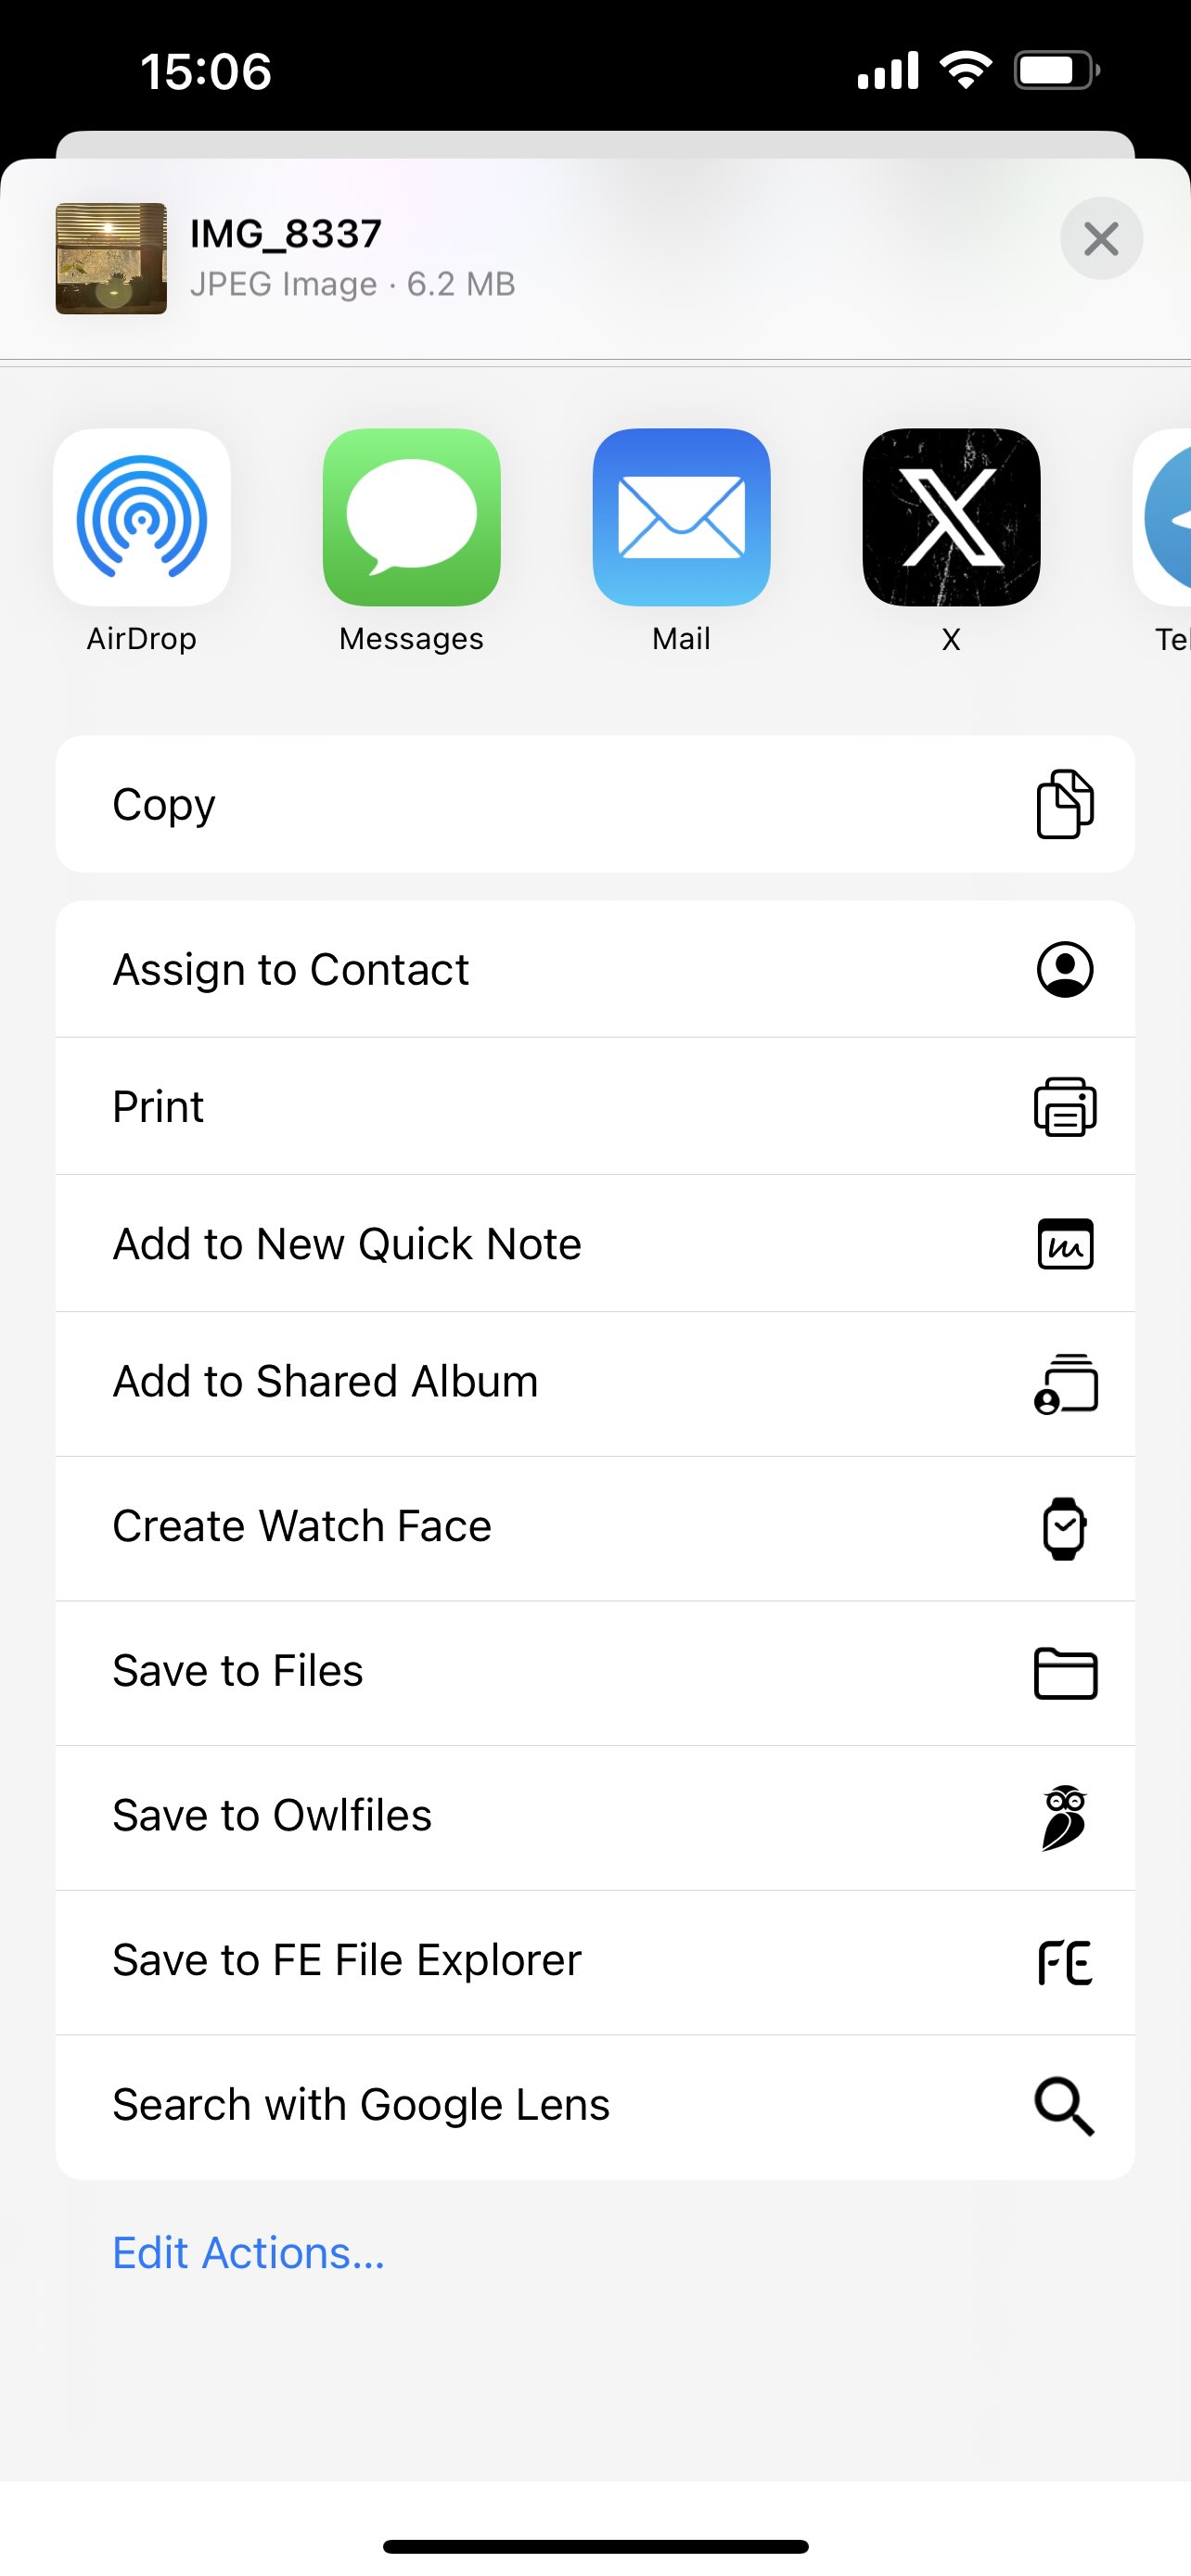 15:06
IMG_8337
JPEG Image · 6.2 MB
AirDrop
Messages
Mail
X
Tel
Copy
Assign to Contact
Print
Add to New Quick Note
Add to Shared Album
Create Watch Face
Save to Files
Save to Owlfiles
Save to FE File Explorer
FE
Search with Google Lens
Edit Actions...